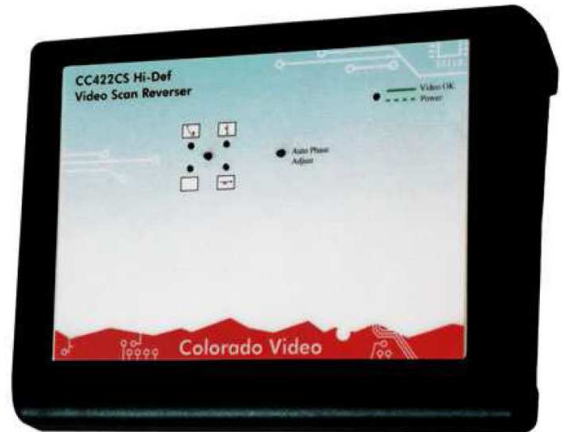 CC422CS Hi-Def
Video Scan Reverser
Video OK
Power
Auto Phase
Adjust
Colorado Video